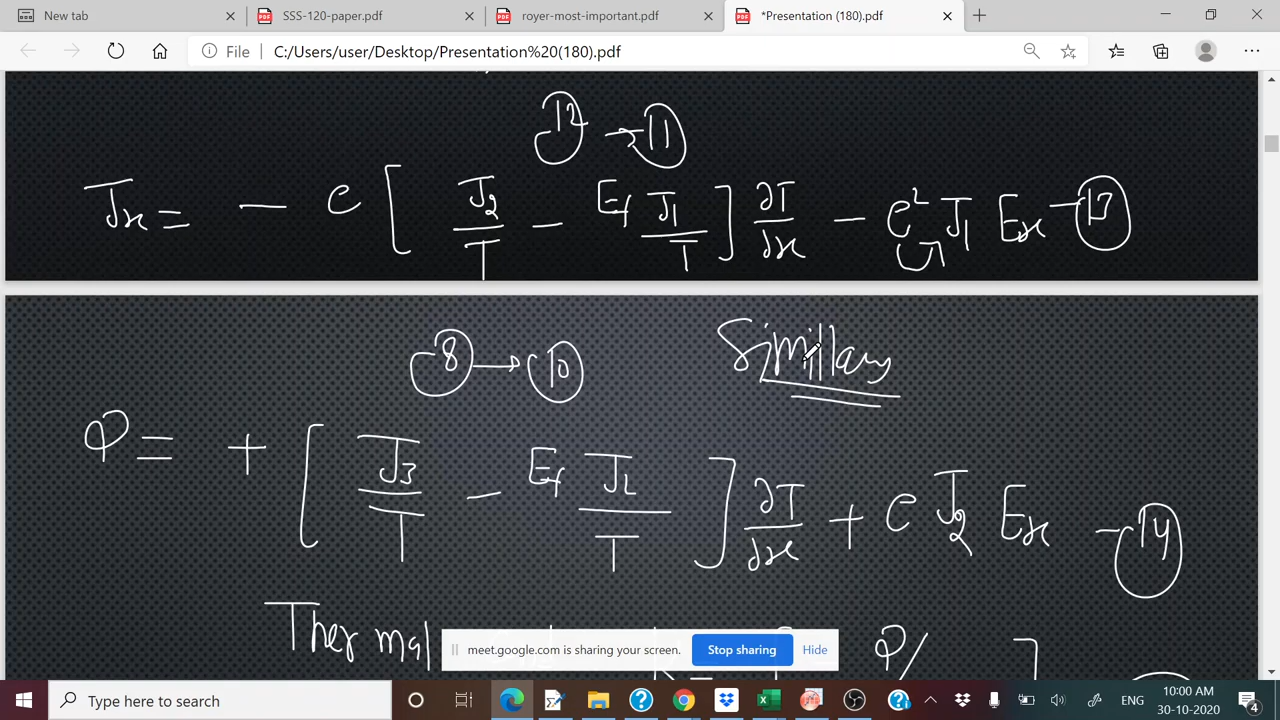 New tab
SSS-120-paper.pdf
royer-most-important.pdf
*Presentation (180).pdf
File
C:/Users/user/Desktop/Presentation%20(180).pdf
12 → 11
Jx = - e [ J2/T - Ef J1/T ] ∂T/∂x - e² J1 Ex - 13
8 → 10 Simillary
Q = + [ J3/T - Ef J2/T ] ∂T/∂x + e J2 Ex - 14
Thermal
meet.google.com is sharing your screen.
Stop sharing
Hide
Type here to search
ENG
10:00 AM
30-10-2020
4